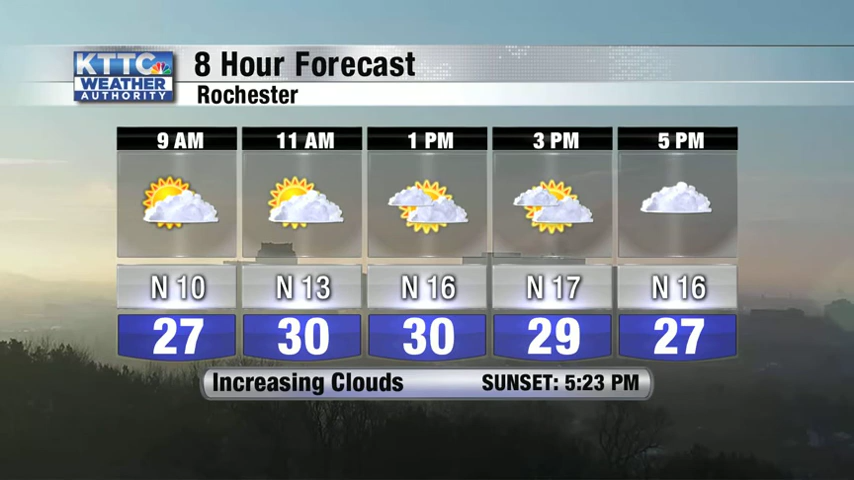 KTTC
WEATHER
AUTHORITY
8 Hour Forecast
Rochester
9 AM 11 AM 1 PM 3 PM 5 PM
N 10 N 13 N 16 N 17 N 16
27 30 30 29 27
Increasing Clouds SUNSET: 5:23 PM